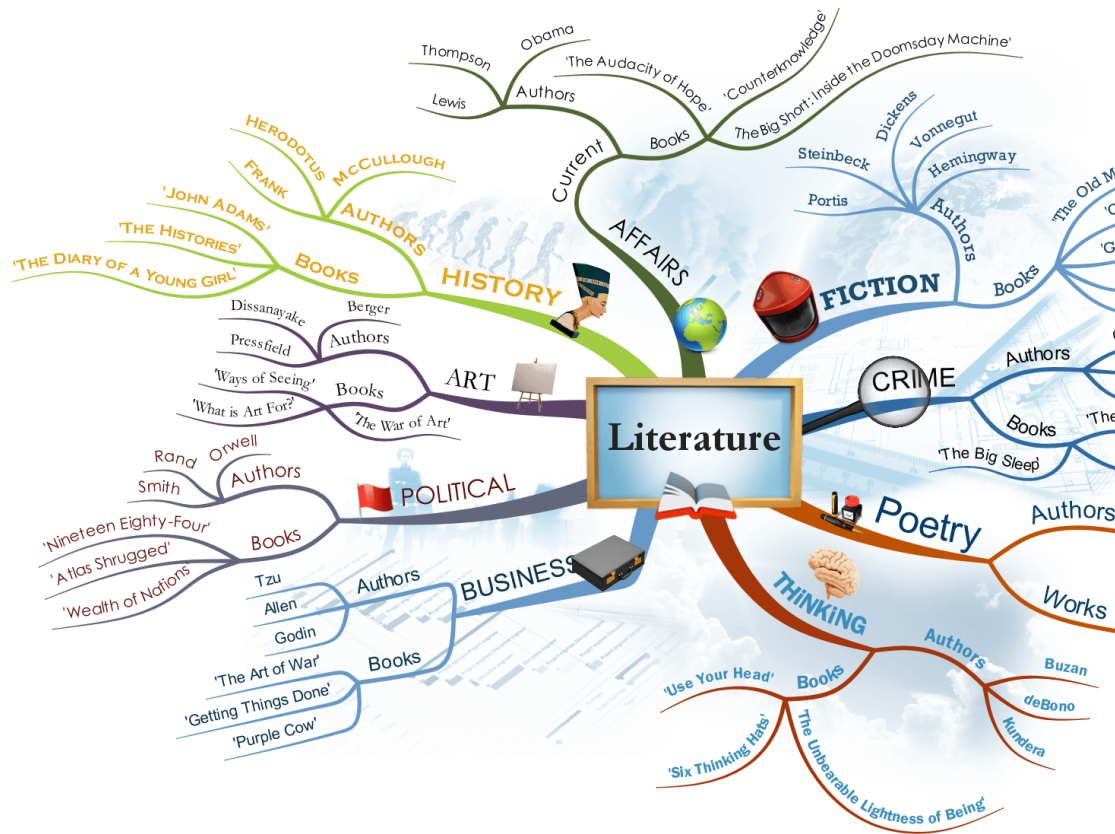 Literature
Current
AFFAIRS
Authors
Thompson
Obama
Lewis
Books
'The Audacity of Hope'
'Counterknowledge'
The Big Short: Inside the Doomsday Machine'
FICTION
Authors
Dickens
Vonnegut
Hemingway
Steinbeck
Portis
Books
'The Old M
CRIME
Authors
Books
'The
'The Big Sleep'
Poetry
Authors
Works
THiNKiNG
Authors
Buzan
deBono
Kundera
Books
'Use Your Head'
'Six Thinking Hats'
'The Unbearable Lightness of Being'
BUSINESS
Authors
Tzu
Allen
Godin
Books
'The Art of War'
'Getting Things Done'
'Purple Cow'
POLITICAL
Authors
Rand
Orwell
Smith
Books
'Nineteen Eighty-Four'
'Atlas Shrugged'
'Wealth of Nations'
ART
Authors
Dissanayake
Berger
Pressfield
Books
'Ways of Seeing'
'What is Art For?'
'The War of Art'
HISTORY
AUTHORS
HERODOTUS
MCCULLOUGH
FRANK
BOOKS
'JOHN ADAMS'
'THE HISTORIES'
'THE DIARY OF A YOUNG GIRL'